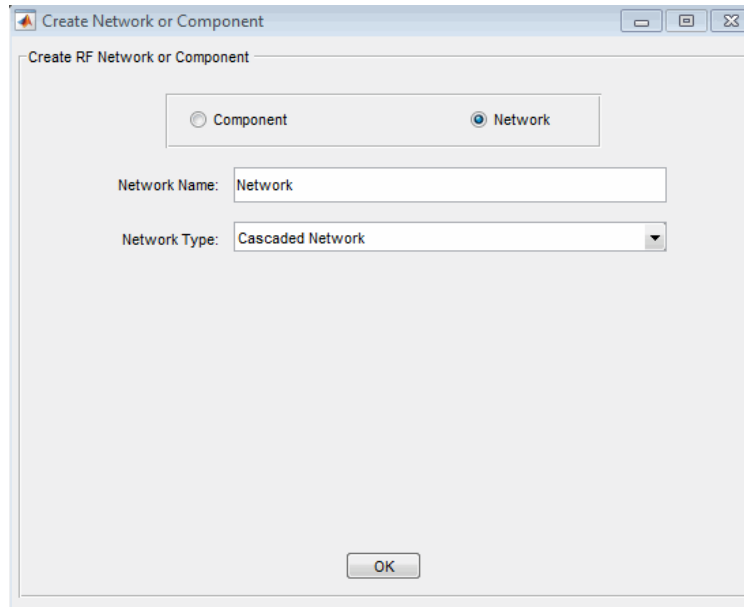 Create Network or Component
Create RF Network or Component
Component Network
Network Name: Network
Network Type: Cascaded Network
OK